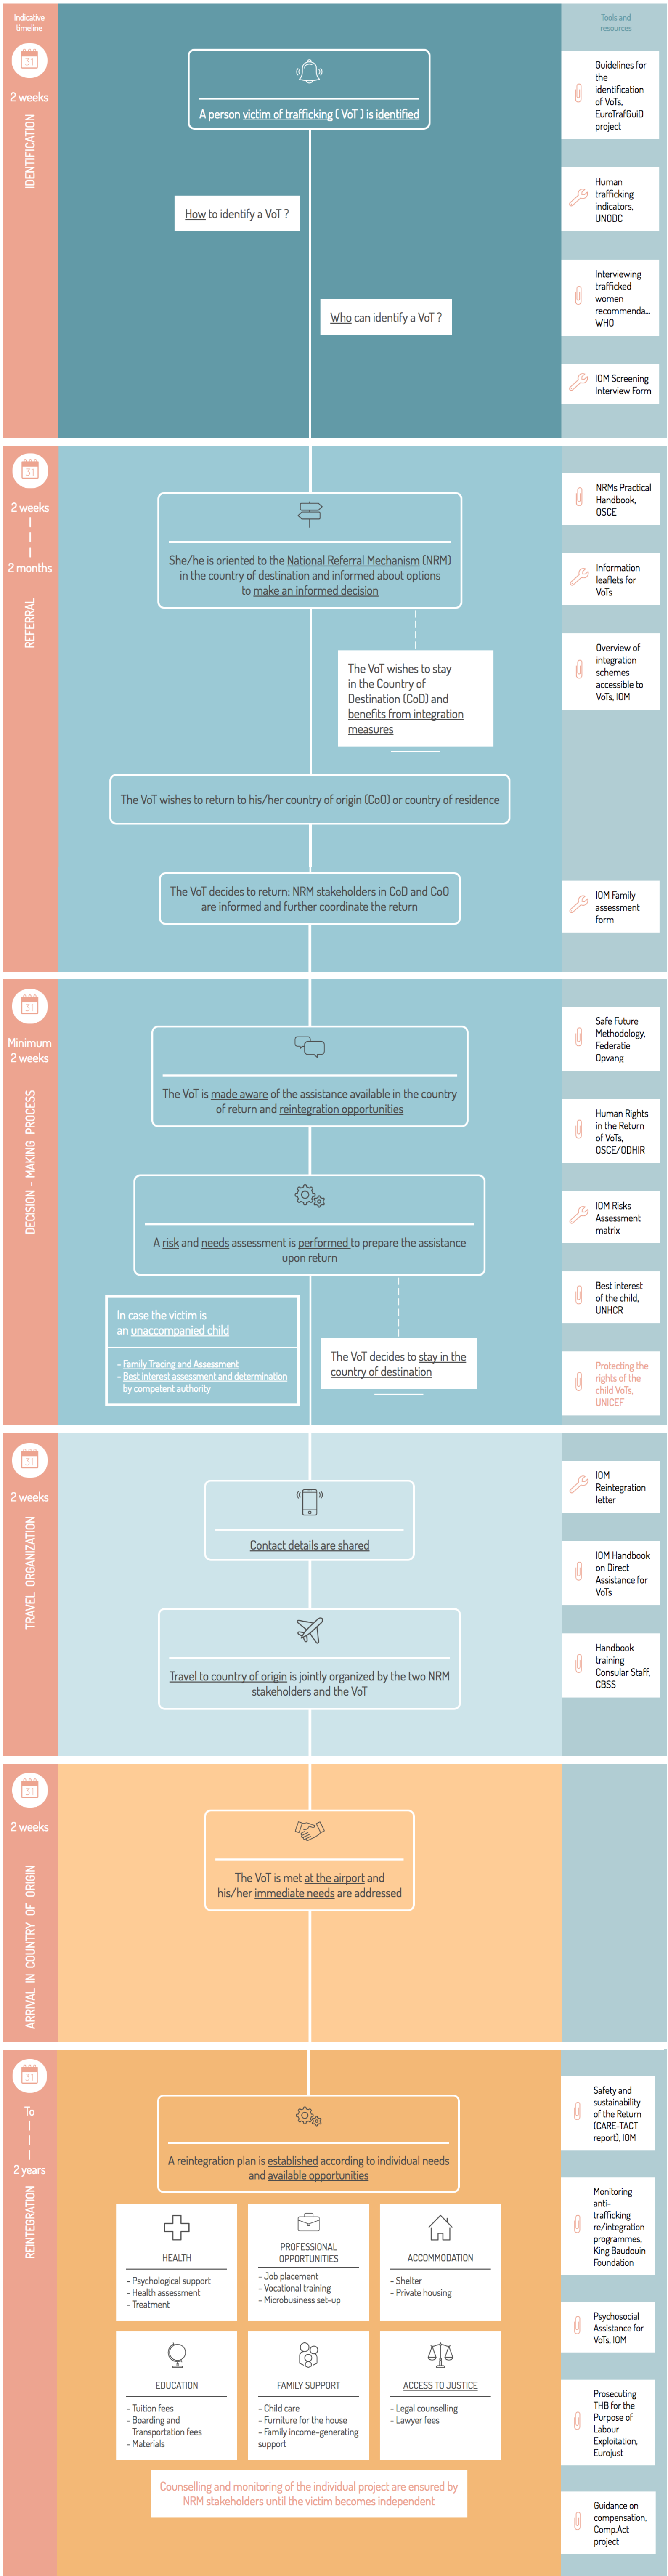 Indicative
timeline
Tools and
resources
31
2 weeks
IDENTIFICATION
A person victim of trafficking ( VoT ) is identified
How to identify a VoT ?
Who can identify a VoT ?
Guidelines for
the
identification
of VoTs,
EuroTrafGuiD
project
Human
trafficking
indicators,
UNODC
Interviewing
trafficked
women
recommenda...
WHO
IOM Screening
Interview Form
31
2 weeks
2 months
REFERRAL
She/he is oriented to the National Referral Mechanism (NRM)
in the country of destination and informed about options
to make an informed decision
The VoT wishes to stay
in the Country of
Destination (CoD) and
benefits from integration
measures
The VoT wishes to return to his/her country of origin (CoO) or country of residence
The VoT decides to return: NRM stakeholders in CoD and CoO
are informed and further coordinate the return
NRMs Practical
Handbook,
OSCE
Information
leaflets for
VoTs
Overview of
integration
schemes
accessible to
VoTs, IOM
IOM Family
assessment
form
31
Minimum
2 weeks
DECISION - MAKING PROCESS
The VoT is made aware of the assistance available in the country
of return and reintegration opportunities
A risk and needs assessment is performed to prepare the assistance
upon return
In case the victim is
an unaccompanied child
- Family Tracing and Assessment
- Best interest assessment and determination
by competent authority
The VoT decides to stay in the
country of destination
Safe Future
Methodology,
Federatie
Opvang
Human Rights
in the Return
of VoTs,
OSCE/ODHIR
IOM Risks
Assessment
matrix
Best interest
of the child,
UNHCR
Protecting the
rights of the
child VoTs,
UNICEF
31
2 weeks
TRAVEL ORGANIZATION
Contact details are shared
Travel to country of origin is jointly organized by the two NRM
stakeholders and the VoT
IOM
Reintegration
letter
IOM Handbook
on Direct
Assistance for
VoTs
Handbook
training
Consular Staff,
CBSS
31
2 weeks
ARRIVAL IN COUNTRY OF ORIGIN
The VoT is met at the airport and
his/her immediate needs are addressed
31
To
2 years
REINTEGRATION
A reintegration plan is established according to individual needs
and available opportunities
HEALTH
- Psychological support
- Health assessment
- Treatment
PROFESSIONAL
OPPORTUNITIES
- Job placement
- Vocational training
- Microbusiness set-up
ACCOMMODATION
- Shelter
- Private housing
EDUCATION
- Tuition fees
- Boarding and
Transportation fees
- Materials
FAMILY SUPPORT
- Child care
- Furniture for the house
- Family income-generating
support
ACCESS TO JUSTICE
- Legal counselling
- Lawyer fees
Counselling and monitoring of the individual project are ensured by
NRM stakeholders until the victim becomes independent
Safety and
sustainability
of the Return
(CARE-TACT
report), IOM
Monitoring
anti-
trafficking
re/integration
programmes,
King Baudouin
Foundation
Psychosocial
Assistance for
VoTs, IOM
Prosecuting
THB for the
Purpose of
Labour
Exploitation,
Eurojust
Guidance on
compensation,
Comp.Act
project